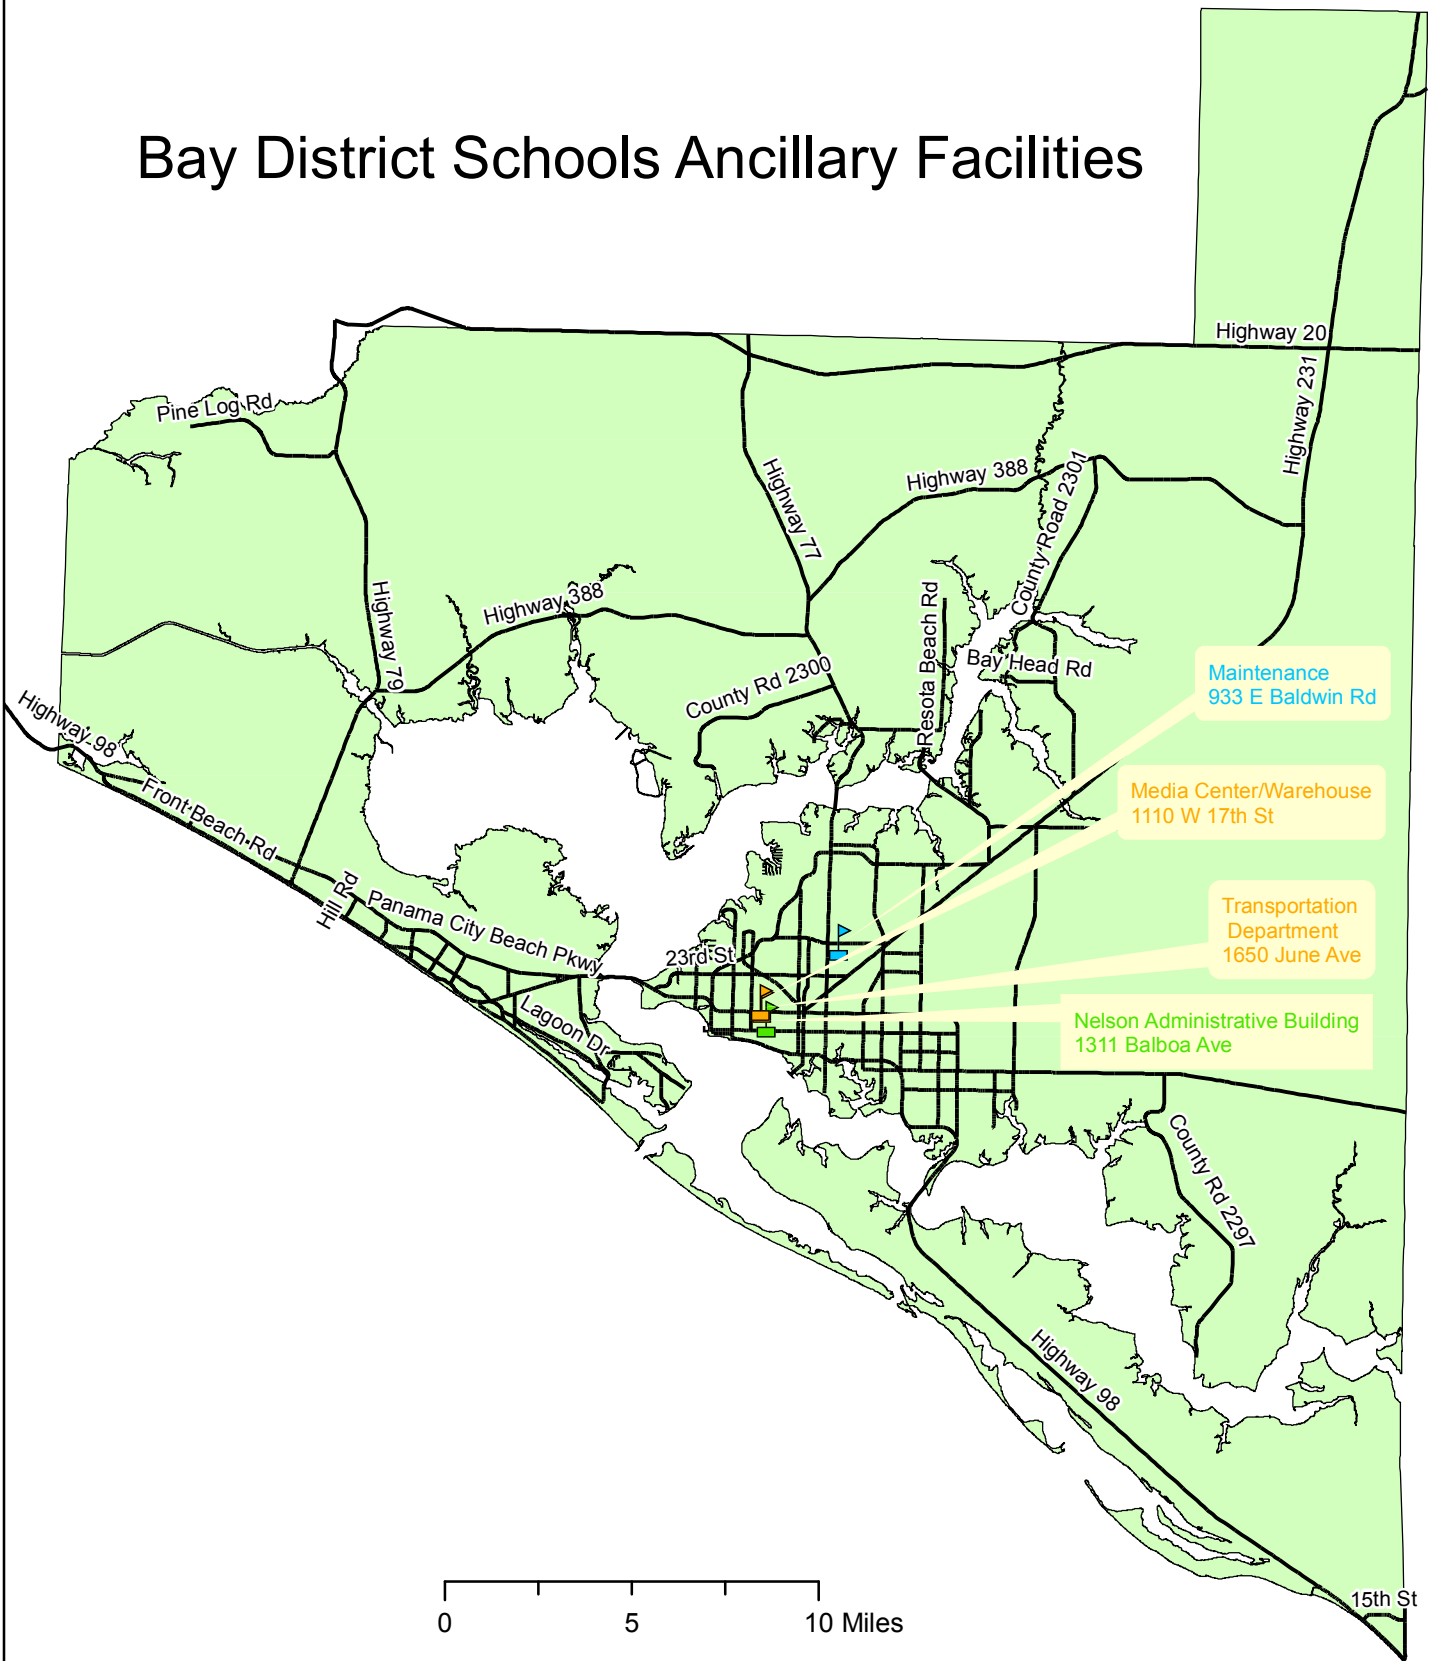 Bay District Schools Ancillary Facilities
Highway 20
Highway 231
Pine Log Rd
Highway 77
Highway 388
County Road 2301
Highway 79
Highway 388
Resota Beach Rd
Bay Head Rd
County Rd 2300
Maintenance
933 E Baldwin Rd
Highway 98
Front Beach Rd
Media Center/Warehouse
1110 W 17th St
Hill Rd
Panama City Beach Pkwy
23rd St
Transportation
Department
1650 June Ave
Lagoon Dr
Nelson Administrative Building
1311 Balboa Ave
County Rd 2297
Highway 98
15th St
0 5 10 Miles